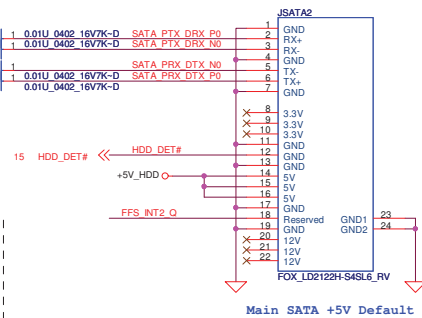 JSATA2
1 GND
1 0.01U_0402_16V7K~D SATA_PTX_DRX_P0 2 RX+
1 0.01U_0402_16V7K~D SATA_PTX_DRX_N0 3 RX-
4 GND
1 SATA_PRX_DTX_N0 5 TX-
1 0.01U_0402_16V7K~D SATA_PRX_DTX_P0 6 TX+
0.01U_0402_16V7K~D 7 GND
8 3.3V
9 3.3V
10 3.3V
11 GND
15 HDD_DET# HDD_DET# 12 GND
13 GND
+5V_HDD 14 5V
15 5V
16 5V
17 GND
FFS_INT2_Q 18 Reserved GND1 23
19 GND GND2 24
20 12V
21 12V
22 12V
FOX_LD2122H-S4SL6_RV
Main SATA +5V Default